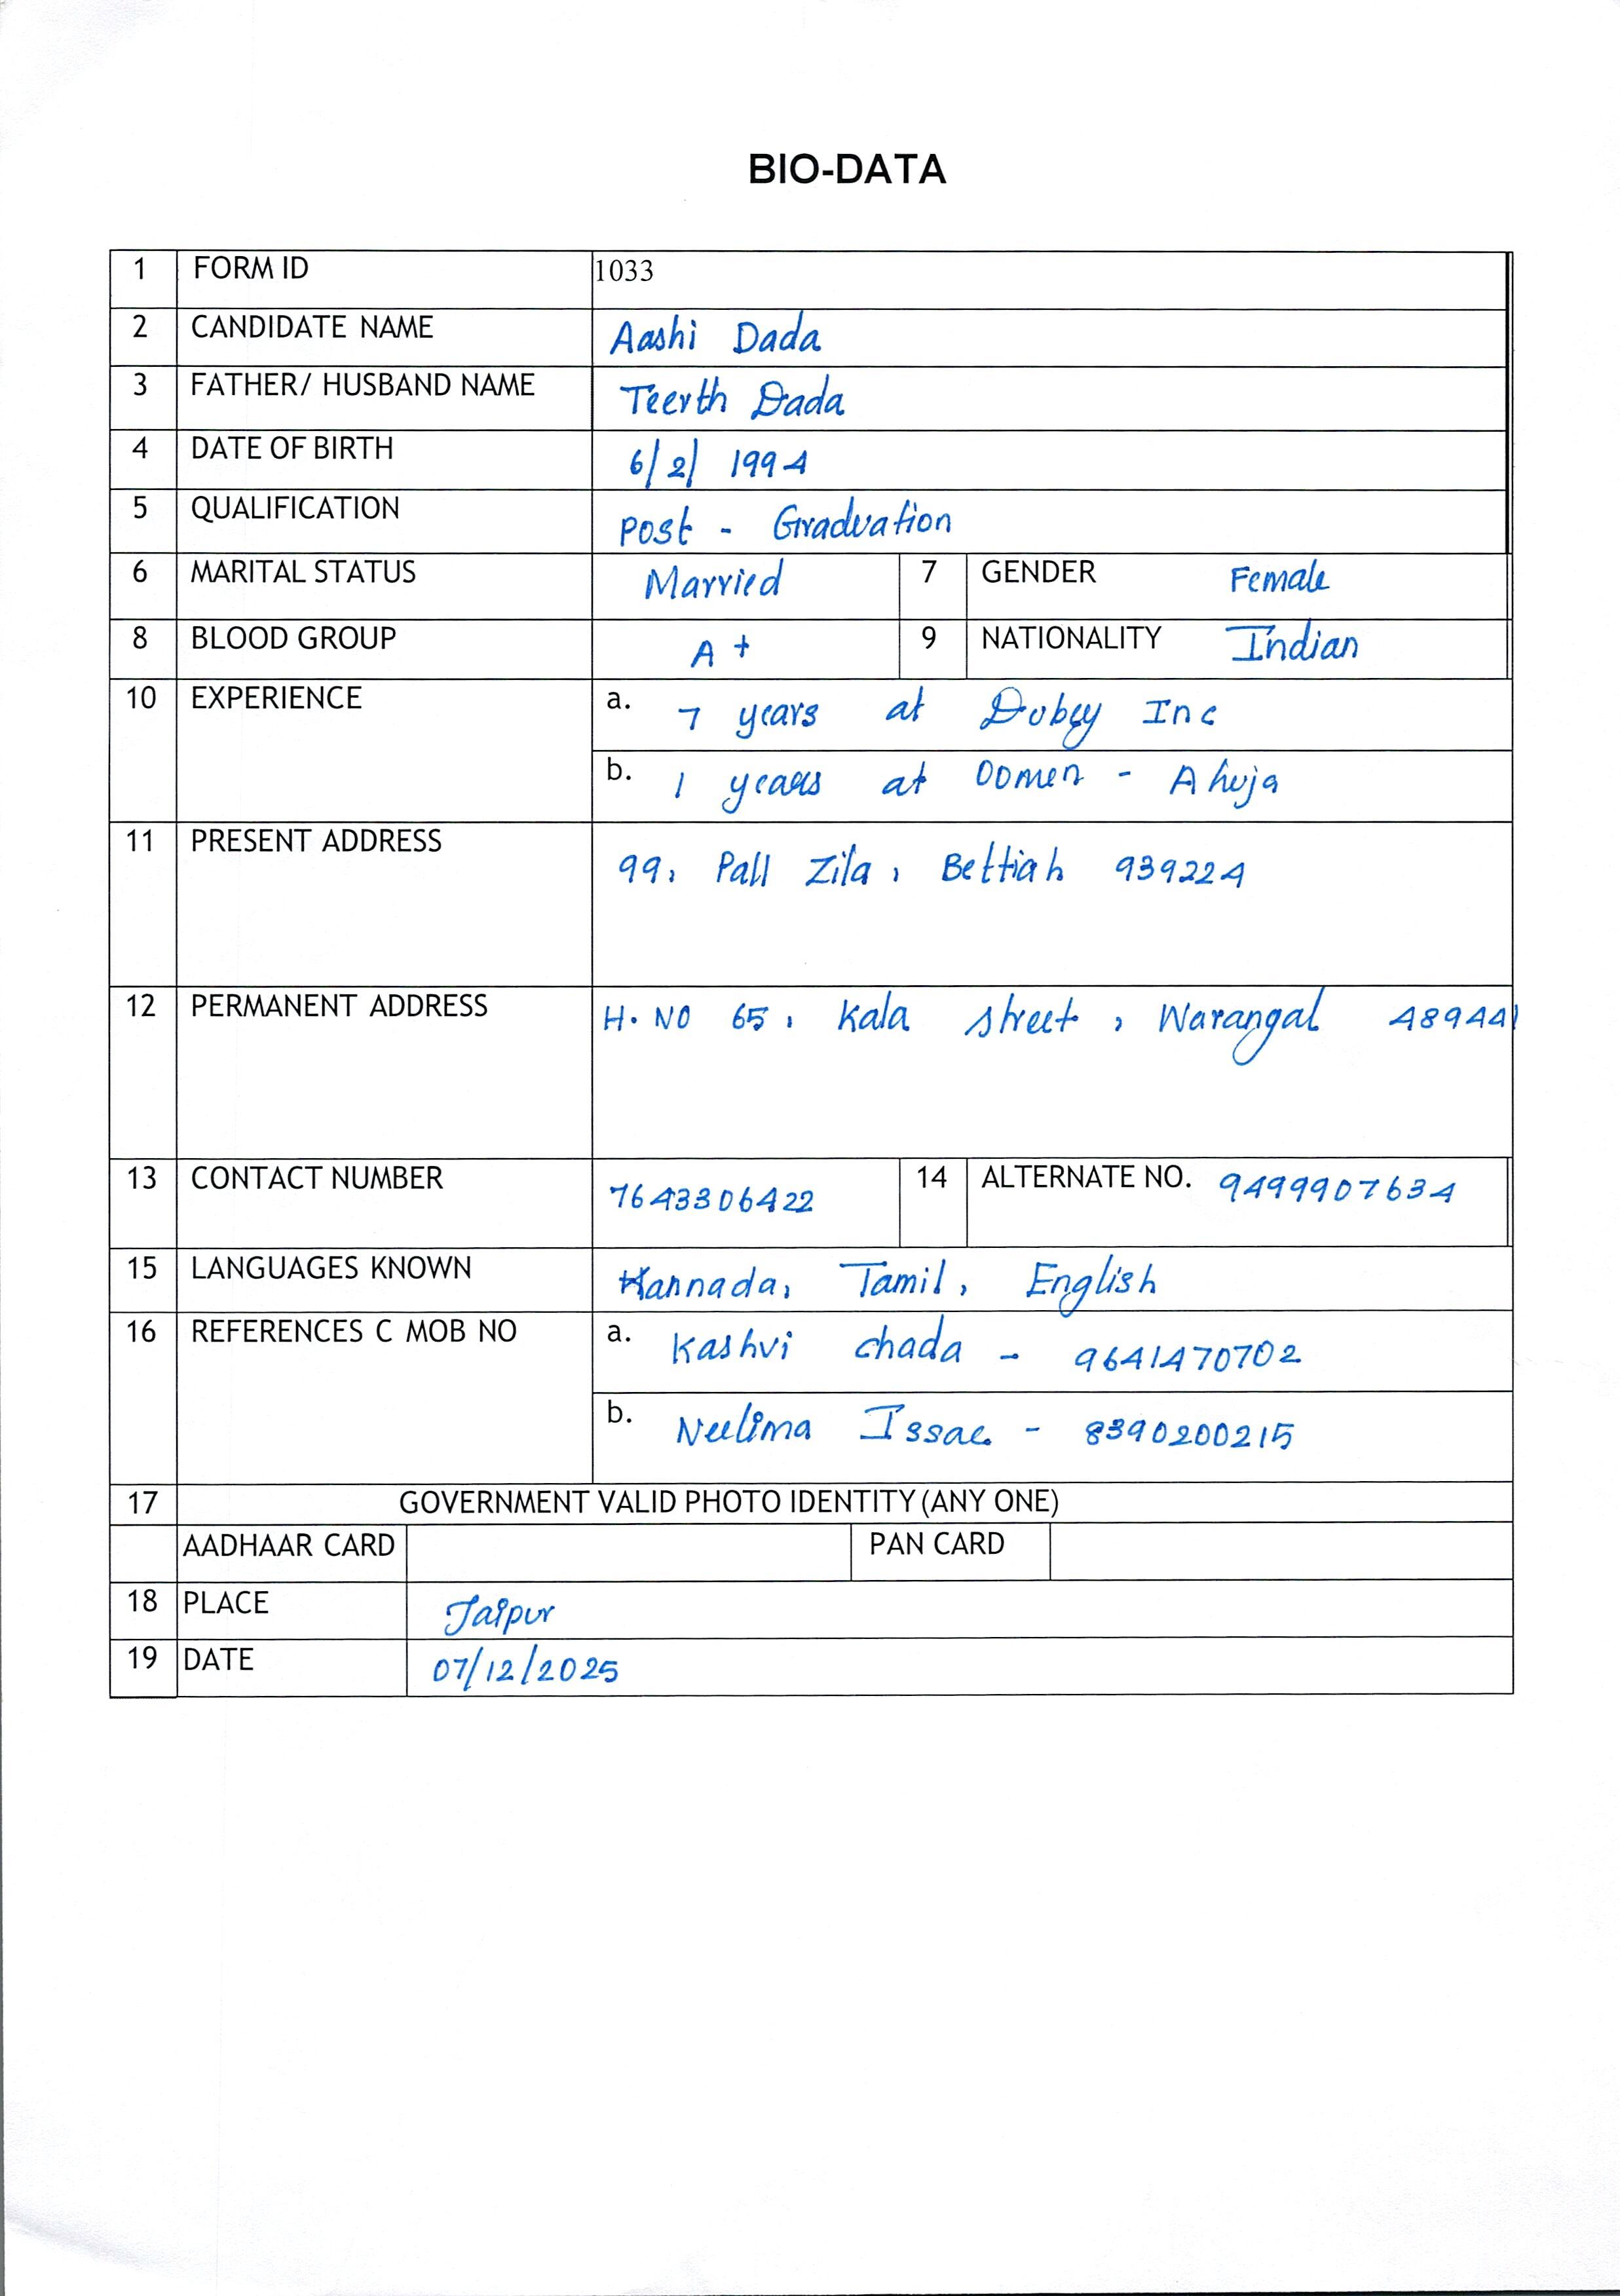 BIO-DATA
1 FORM ID 1033
2 CANDIDATE NAME Aashi Dada
3 FATHER/ HUSBAND NAME Teerth Dada
4 DATE OF BIRTH 6/2/ 1994
5 QUALIFICATION Post - Graduation
6 MARITAL STATUS Married 7 GENDER Female
8 BLOOD GROUP A + 9 NATIONALITY Indian
10 EXPERIENCE a. 7 years at Dubey Inc
b. 1 years at Oomen - Ahuja
11 PRESENT ADDRESS 99, Pall Zila, Bettiah 939224
12 PERMANENT ADDRESS H. NO 65, Kala street, Warangal 489441
13 CONTACT NUMBER 7643306422 14 ALTERNATE NO. 9499907634
15 LANGUAGES KNOWN Kannada, Tamil, English
16 REFERENCES C MOB NO a. Kashvi chada - 9641470702
b. Neelima Issac - 8390200215
17 GOVERNMENT VALID PHOTO IDENTITY (ANY ONE)
AADHAAR CARD PAN CARD
18 PLACE Jaipur
19 DATE 07/12/2025